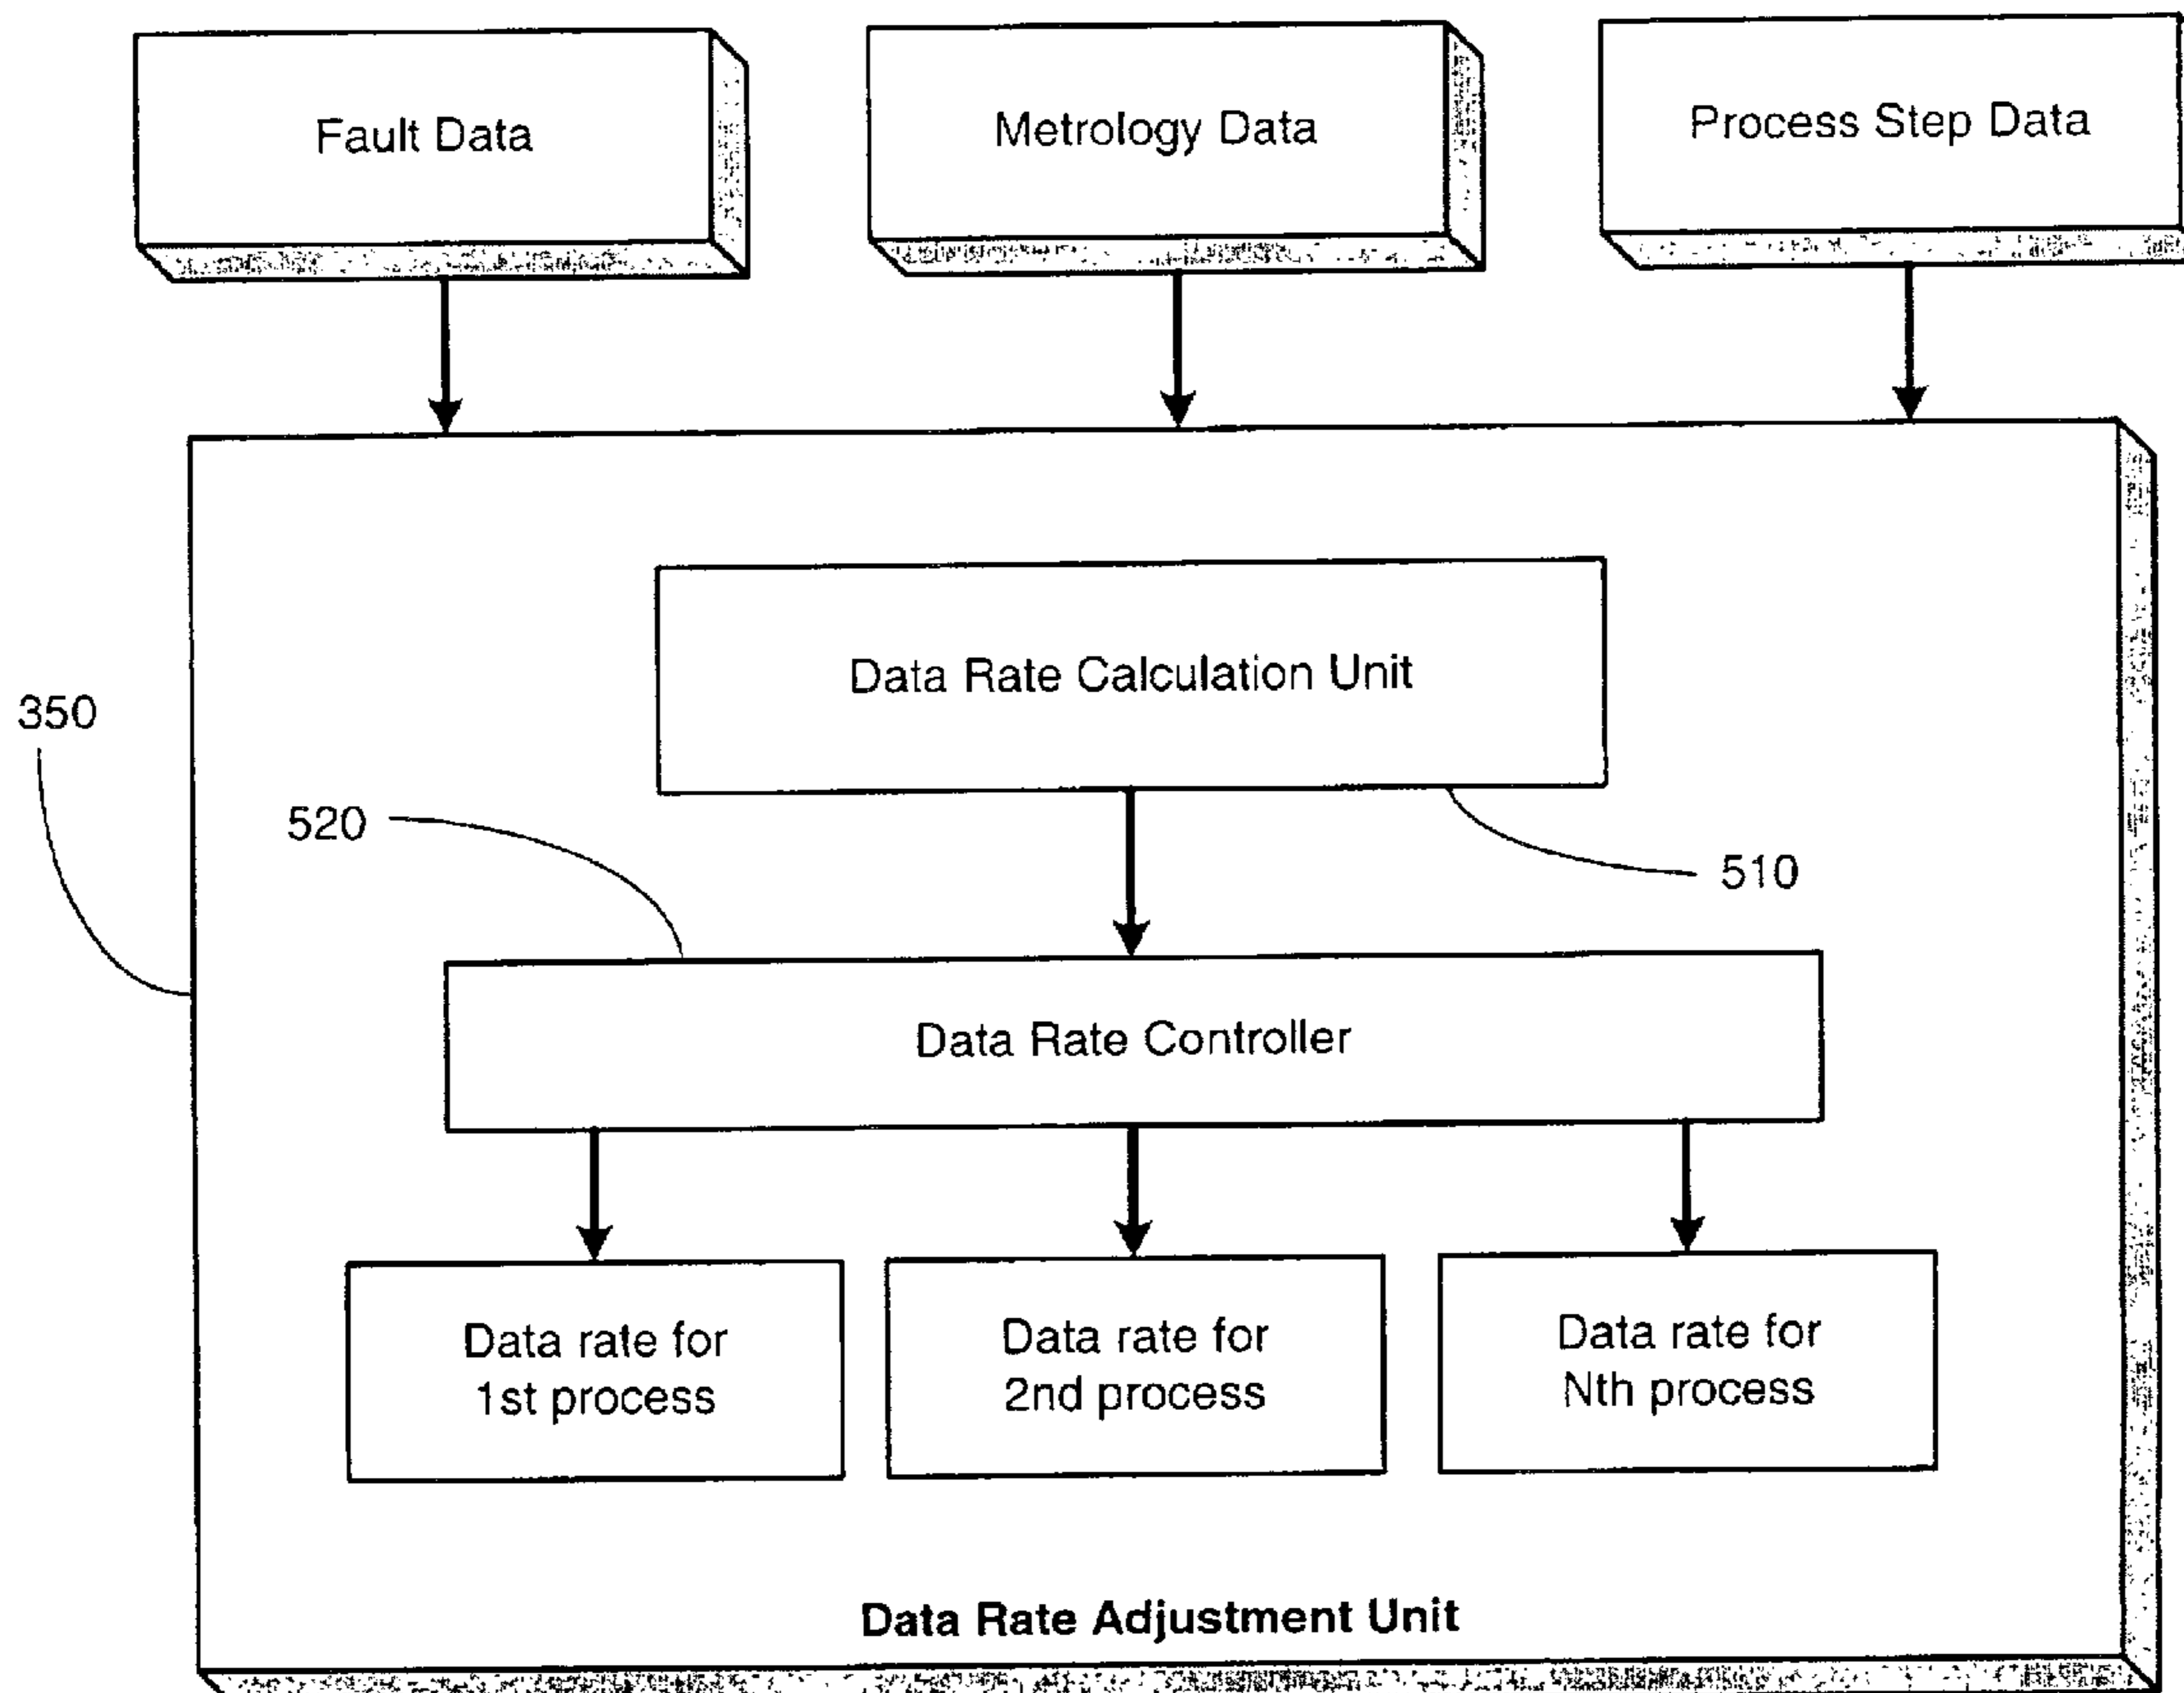 Fault Data
Metrology Data
Process Step Data
Data Rate Calculation Unit
350
520
510
Data Rate Controller
Data rate for
1st process
Data rate for
2nd process
Data rate for
Nth process
Data Rate Adjustment Unit